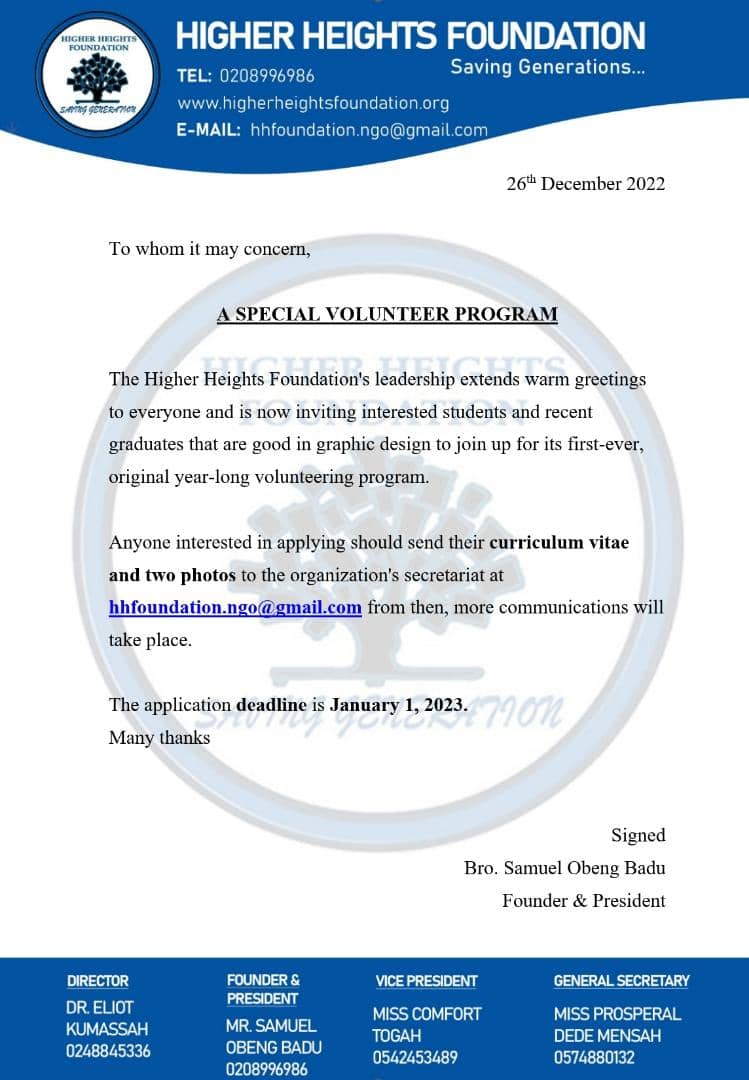 HIGHER HEIGHTS
FOUNDATION
SAVING GENERATION
HIGHER HEIGHTS FOUNDATION
Saving Generations...
TEL: 0208996986
www.higherheightsfoundation.org
E-MAIL: hhfoundation.ngo@gmail.com
26th December 2022
To whom it may concern,
A SPECIAL VOLUNTEER PROGRAM
HIGHER HEIGHTS
FOUNDATION
The Higher Heights Foundation's leadership extends warm greetings
to everyone and is now inviting interested students and recent
graduates that are good in graphic design to join up for its first-ever,
original year-long volunteering program.
Anyone interested in applying should send their curriculum vitae
and two photos to the organization's secretariat at
hhfoundation.ngo@gmail.com from then, more communications will
take place.
The application deadline is January 1, 2023.
SAVING GENERATION
Many thanks
Signed
Bro. Samuel Obeng Badu
Founder & President
DIRECTOR
DR. ELIOT
KUMASSAH
0248845336
FOUNDER &
PRESIDENT
MR. SAMUEL
OBENG BADU
0208996986
VICE PRESIDENT
MISS COMFORT
TOGAH
0542453489
GENERAL SECRETARY
MISS PROSPERAL
DEDE MENSAH
0574880132